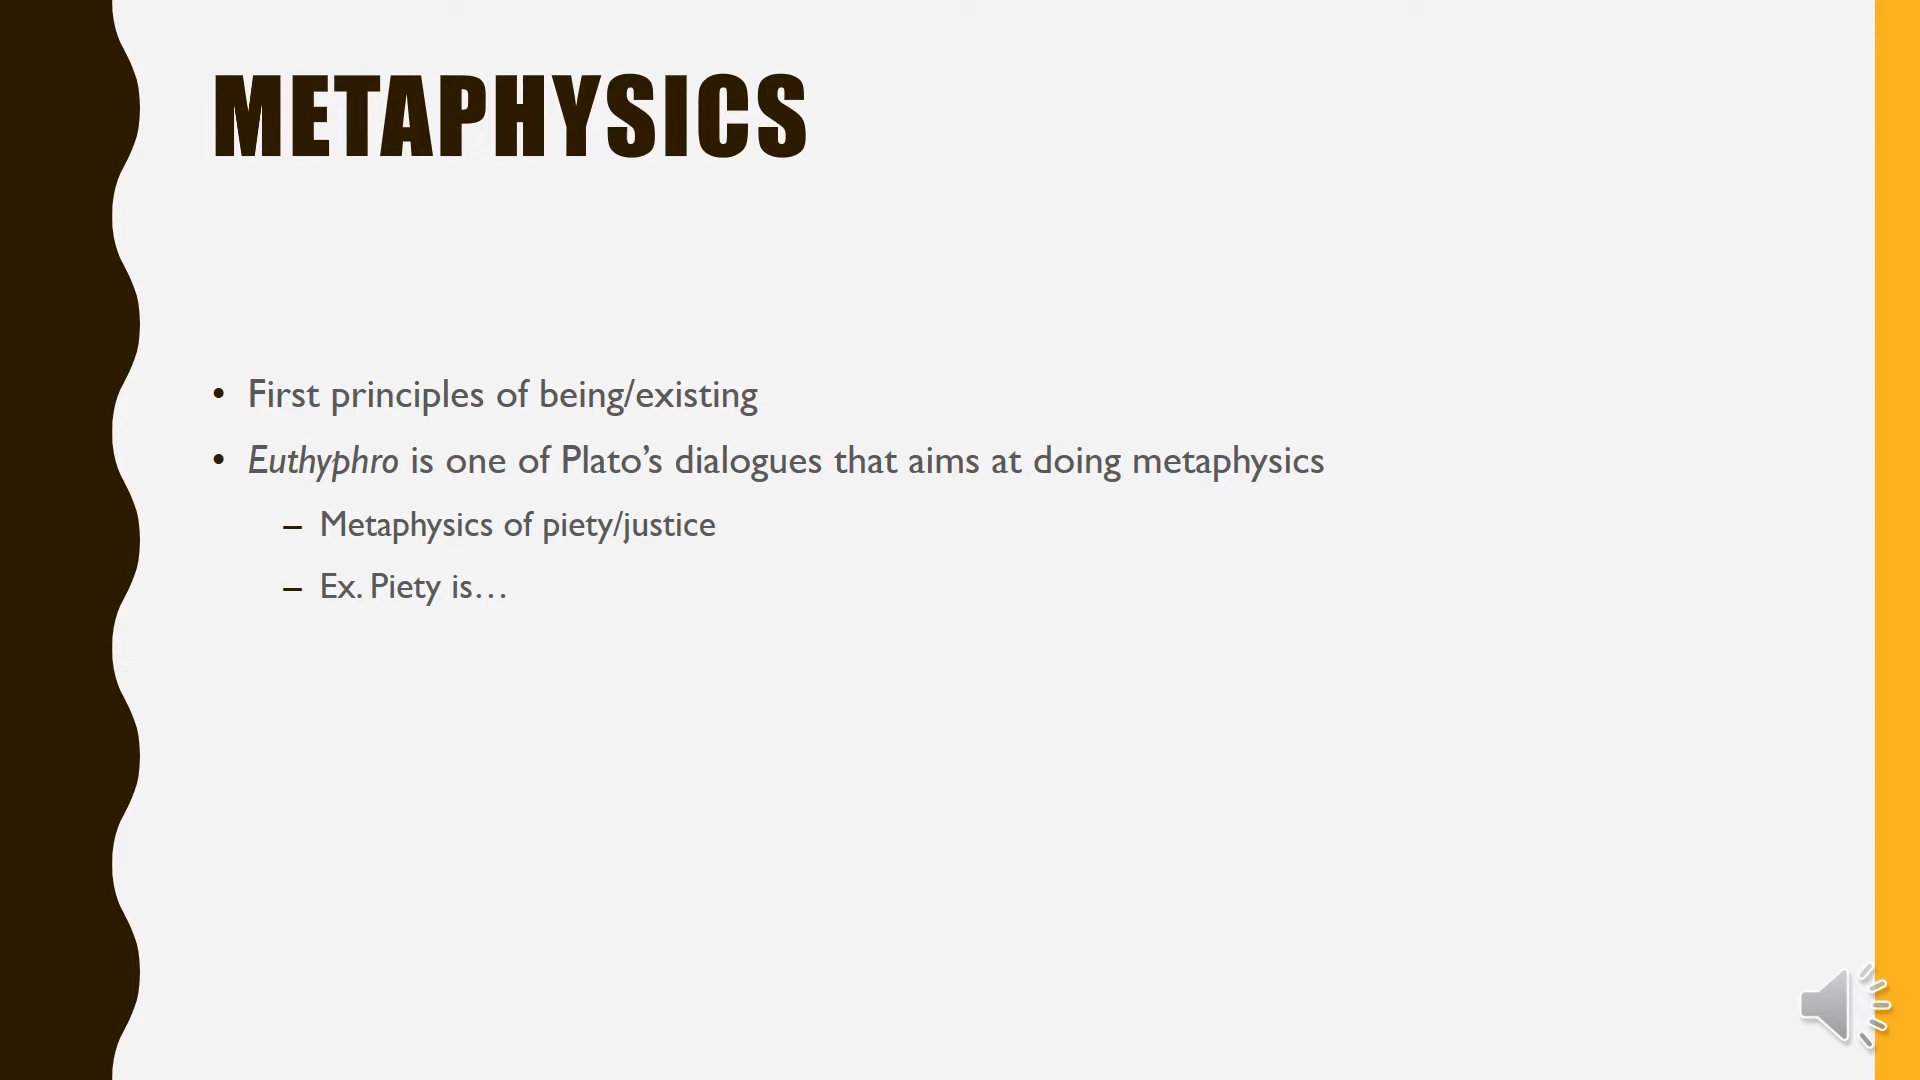 METAPHYSICS
• First principles of being/existing
• Euthyphro is one of Plato’s dialogues that aims at doing metaphysics
– Metaphysics of piety/justice
– Ex. Piety is…